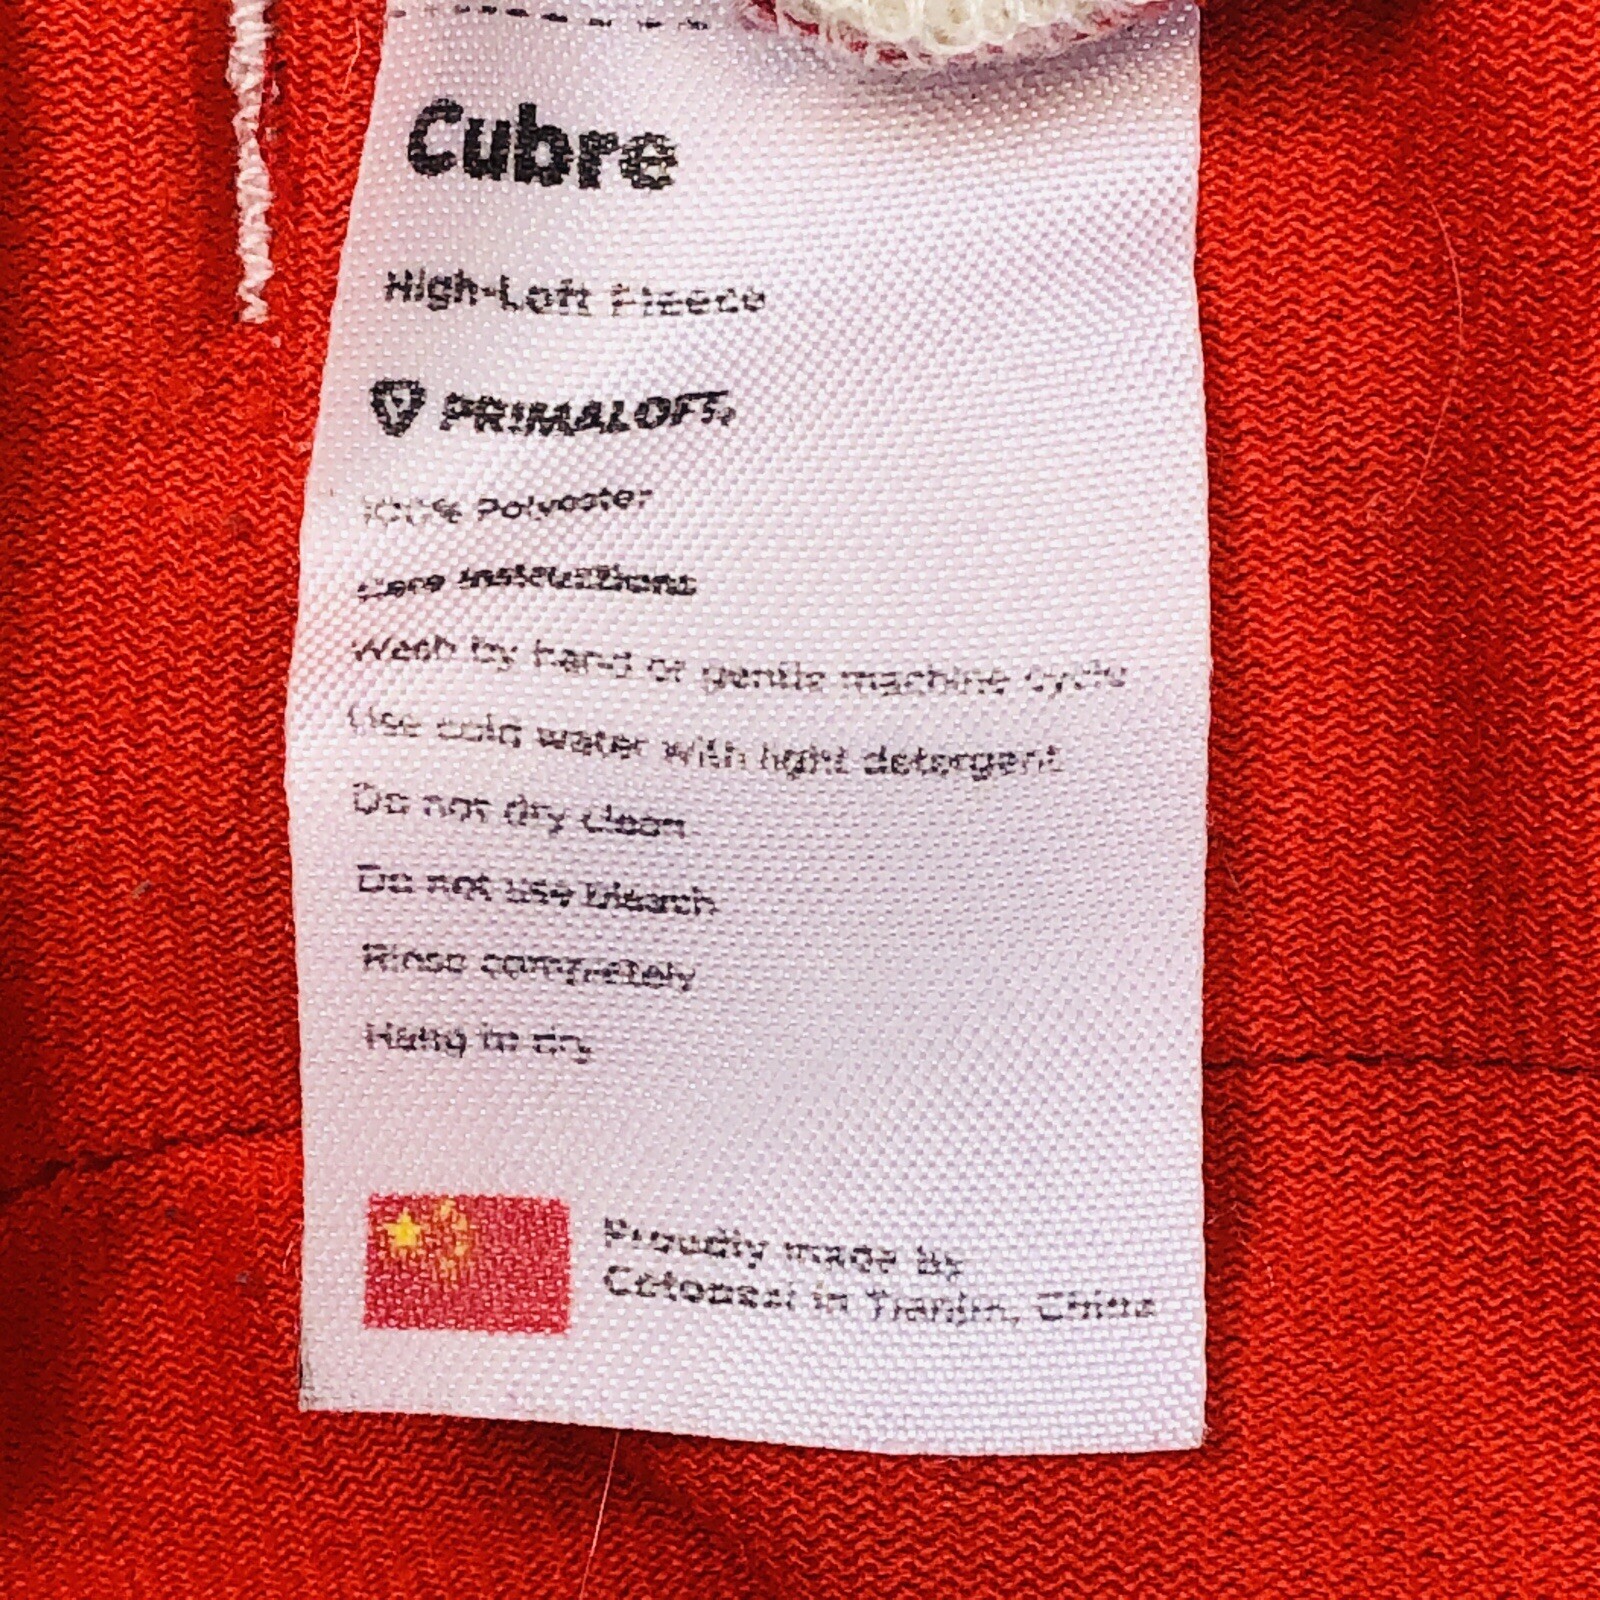 Cubre
High-Loft Fleece
PRIMALOFT®
100% Polyester
Care Instructions
Wash by hand or gentle machine cycle
Use cold water with light detergent
Do not dry clean
Do not use bleach
Rinse completely
Hang to dry
Proudly made by
Cotopaxi in Tianjin, China